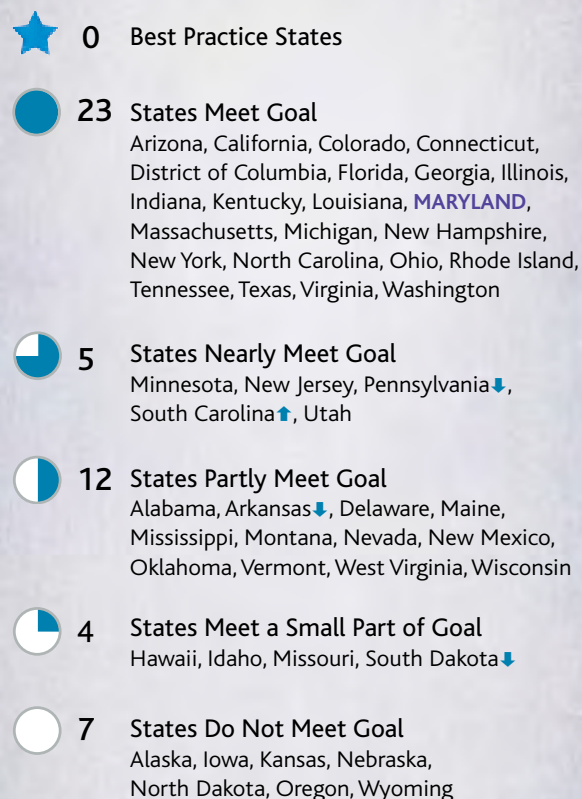 0 Best Practice States
23 States Meet Goal
Arizona, California, Colorado, Connecticut,
District of Columbia, Florida, Georgia, Illinois,
Indiana, Kentucky, Louisiana, MARYLAND,
Massachusetts, Michigan, New Hampshire,
New York, North Carolina, Ohio, Rhode Island,
Tennessee, Texas, Virginia, Washington
5 States Nearly Meet Goal
Minnesota, New Jersey, Pennsylvania⬇,
South Carolina⬆, Utah
12 States Partly Meet Goal
Alabama, Arkansas⬇, Delaware, Maine,
Mississippi, Montana, Nevada, New Mexico,
Oklahoma, Vermont, West Virginia, Wisconsin
4 States Meet a Small Part of Goal
Hawaii, Idaho, Missouri, South Dakota⬇
7 States Do Not Meet Goal
Alaska, Iowa, Kansas, Nebraska,
North Dakota, Oregon, Wyoming